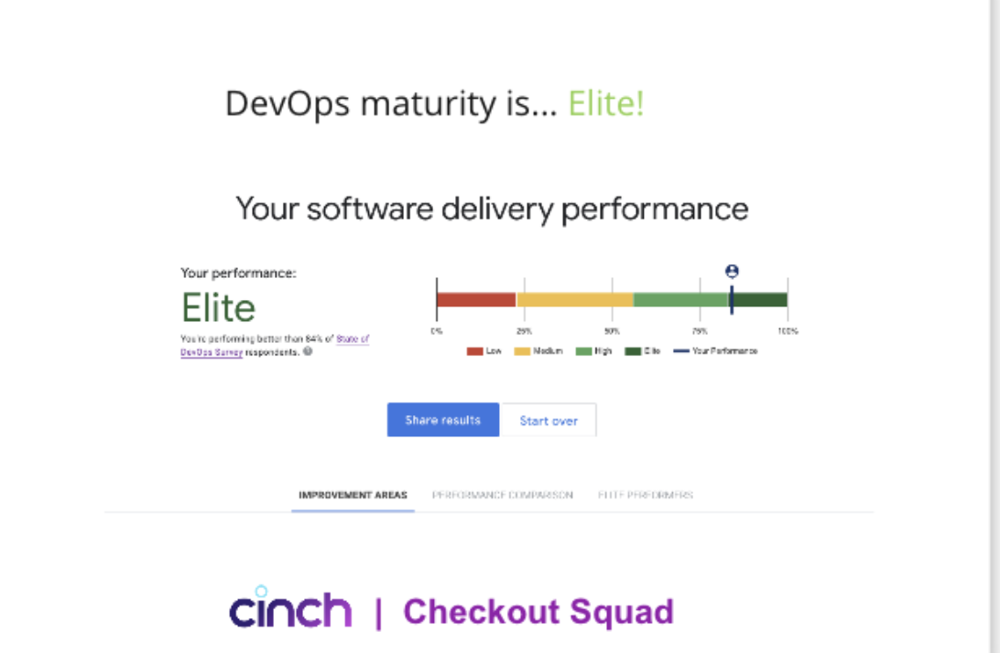 DevOps maturity is... Elite!
Your software delivery performance
Your performance:
Elite
You're performing better than 84% of State of
DevOps Survey respondents.
0% 25% 50% 75% 100%
Low Medium High Elite Your Performance
Share results Start over
IMPROVEMENT AREAS PERFORMANCE COMPARISON ELITE PERFORMERS
cinch | Checkout Squad